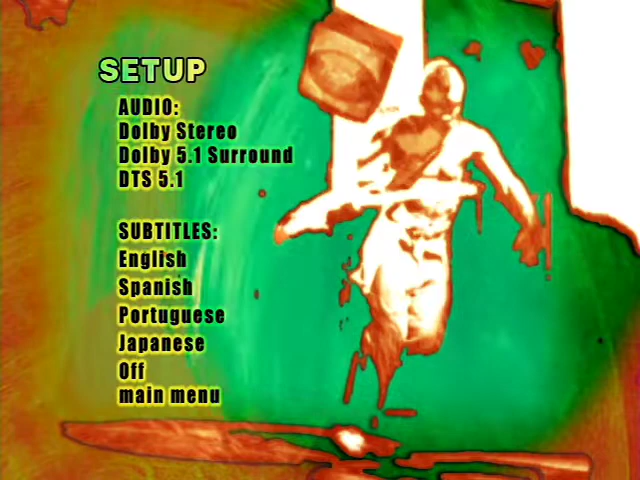 SETUP
AUDIO:
Dolby Stereo
Dolby 5.1 Surround
DTS 5.1
SUBTITLES:
English
Spanish
Portuguese
Japanese
Off
main menu